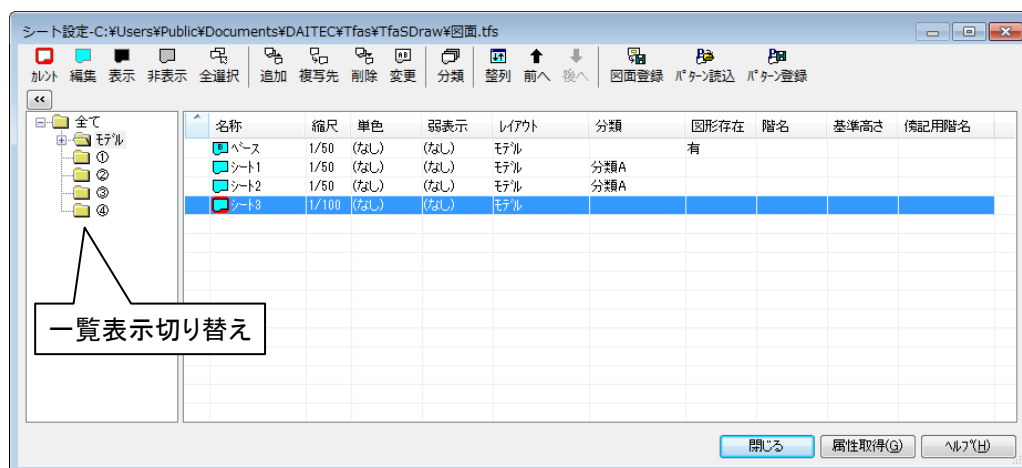 シート設定-C:¥Users¥Public¥Documents¥DAITEC¥Tfas¥TfaSDraw¥図面.tfs
ｶﾚﾝﾄ 編集 表示 非表示 全選択 追加 複写先 削除 変更 分類 整列 前へ 後へ 図面登録 ﾊﾟﾀｰﾝ読込 ﾊﾟﾀｰﾝ登録
<<
全て
ﾓﾃﾞﾙ
①
②
③
④
名称 縮尺 単色 弱表示 ﾚｲｱｳﾄ 分類 図形存在 階名 基準高さ 傍記用階名
ﾍﾞｰｽ 1/50 (なし) (なし) ﾓﾃﾞﾙ 有
ｼｰﾄ1 1/50 (なし) (なし) ﾓﾃﾞﾙ 分類A
ｼｰﾄ2 1/50 (なし) (なし) ﾓﾃﾞﾙ 分類A
ｼｰﾄ3 1/100 (なし) (なし) ﾓﾃﾞﾙ
一覧表示切り替え
閉じる 属性取得(G) ﾍﾙﾌﾟ(H)